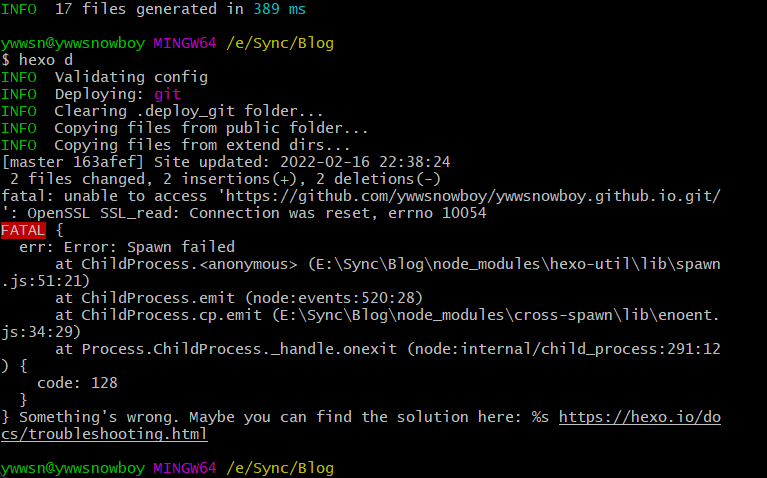 INFO  17 files generated in 389 ms
ywwsn@ywwsnowboy MINGW64 /e/Sync/Blog
$ hexo d
INFO  Validating config
INFO  Deploying: git
INFO  Clearing .deploy_git folder...
INFO  Copying files from public folder...
INFO  Copying files from extend dirs...
[master 163afef] Site updated: 2022-02-16 22:38:24
 2 files changed, 2 insertions(+), 2 deletions(-)
fatal: unable to access 'https://github.com/ywwsnowboy/ywwsnowboy.github.io.git/
': OpenSSL SSL_read: Connection was reset, errno 10054
FATAL {
  err: Error: Spawn failed
      at ChildProcess.<anonymous> (E:\Sync\Blog\node_modules\hexo-util\lib\spawn
.js:51:21)
      at ChildProcess.emit (node:events:520:28)
      at ChildProcess.cp.emit (E:\Sync\Blog\node_modules\cross-spawn\lib\enoent.
js:34:29)
      at Process.ChildProcess._handle.onexit (node:internal/child_process:291:12
) {
    code: 128
  }
} Something's wrong. Maybe you can find the solution here: %s https://hexo.io/do
cs/troubleshooting.html
ywwsn@ywwsnowboy MINGW64 /e/Sync/Blog